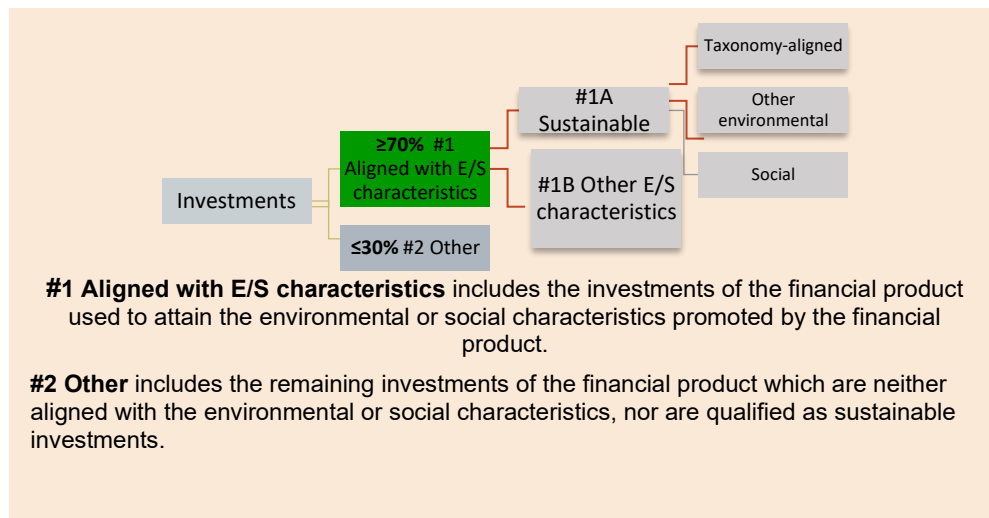 Taxonomy-aligned
#1A
Sustainable
Other
environmental
≥70% #1
Aligned with E/S
characteristics
Social
#1B Other E/S
characteristics
Investments
≤30% #2 Other
#1 Aligned with E/S characteristics includes the investments of the financial product
used to attain the environmental or social characteristics promoted by the financial
product.
#2 Other includes the remaining investments of the financial product which are neither
aligned with the environmental or social characteristics, nor are qualified as sustainable
investments.